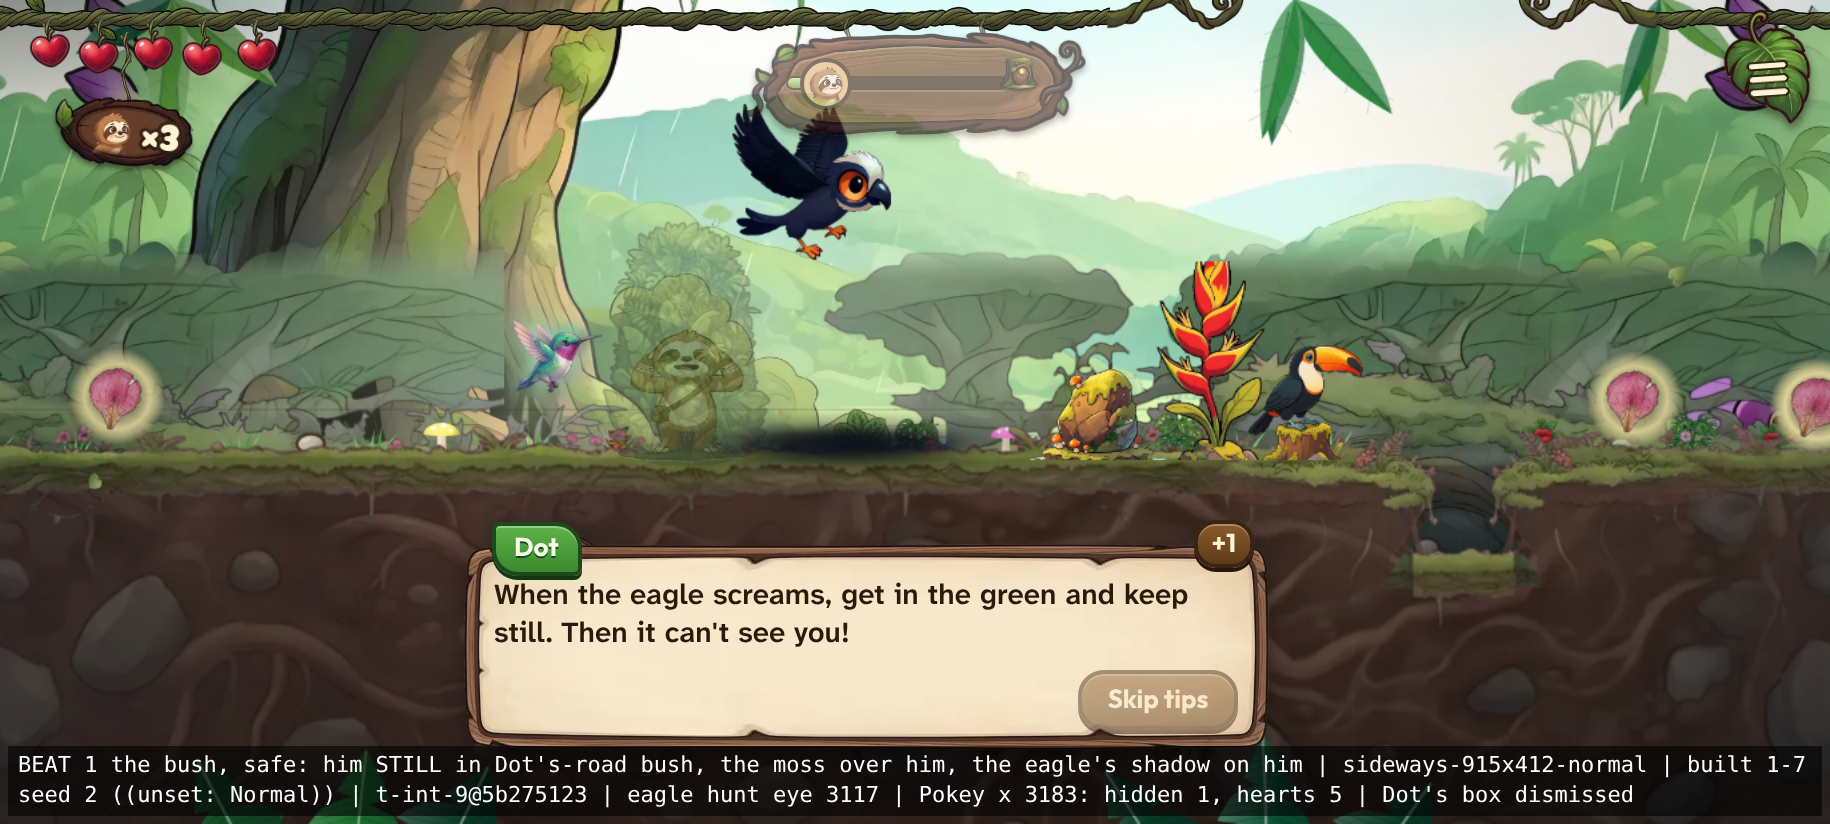 ×3
Dot
+1
When the eagle screams, get in the green and keep
still. Then it can't see you!
Skip tips
BEAT 1 the bush, safe: him STILL in Dot's-road bush, the moss over him, the eagle's shadow on him | sideways-915x412-normal | built 1-7
seed 2 ((unset: Normal)) | t-int-9@5b275123 | eagle hunt eye 3117 | Pokey x 3183: hidden 1, hearts 5 | Dot's box dismissed